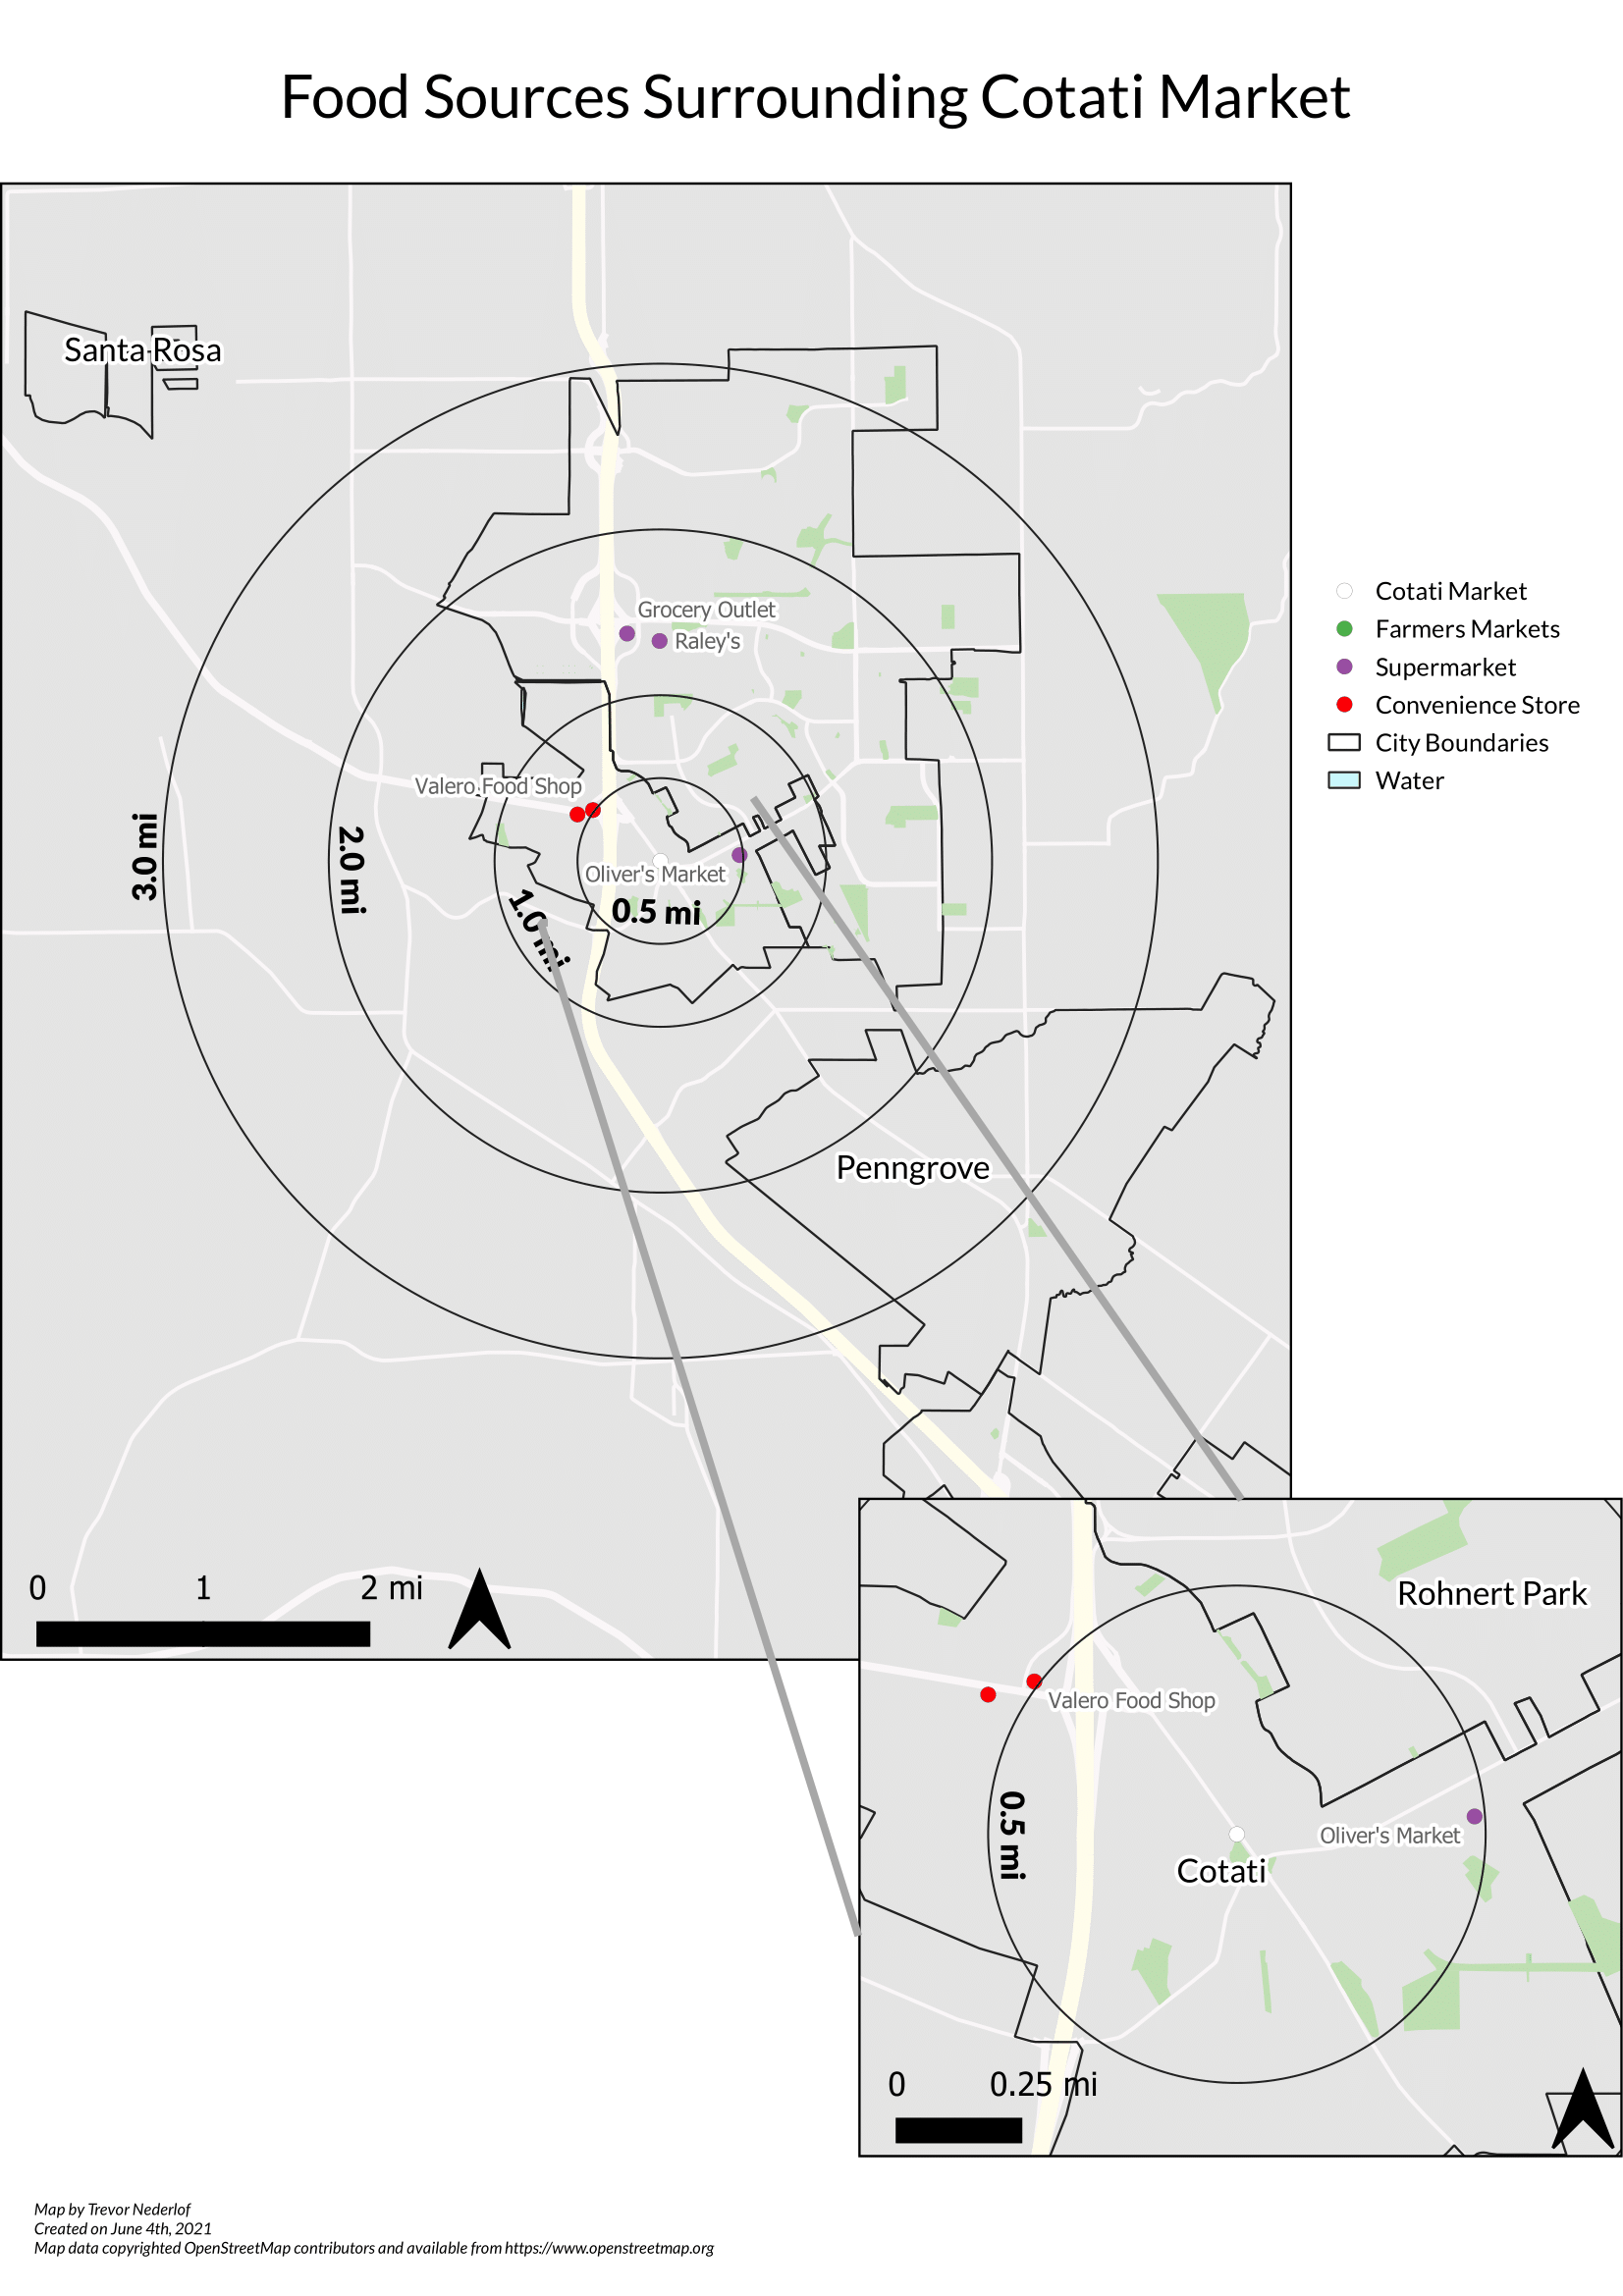 Food Sources Surrounding Cotati Market
Santa Rosa
Grocery Outlet
Raley's
Cotati Market
Farmers Markets
Supermarket
Convenience Store
City Boundaries
Water
Valero Food Shop
3.0 mi
2.0 mi
1.0 mi
Oliver's Market
0.5 mi
Penngrove
0 1 2 mi
Rohnert Park
Valero Food Shop
0.5 mi
Oliver's Market
Cotati
0 0.25 mi
Map by Trevor Nederlof
Created on June 4th, 2021
Map data copyrighted OpenStreetMap contributors and available from https://www.openstreetmap.org